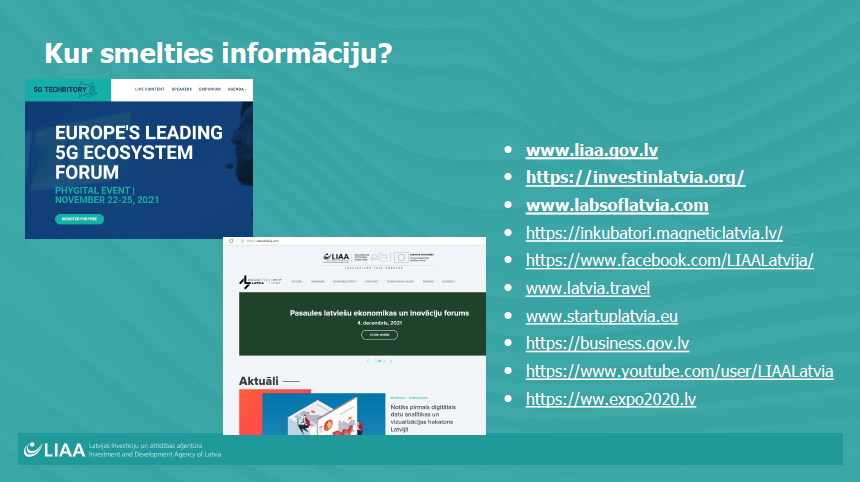 Kur smelties informāciju?
5G TECHRITORY
LIVE CONTENT SPEAKERS EMPORIUM AGENDA
EUROPE'S LEADING
5G ECOSYSTEM
FORUM
PHYGITAL EVENT |
NOVEMBER 22-25, 2021
REGISTER FOR FREE
LIAA
LATVIA
Pasaules latviešu ekonomikas un inovāciju forums
4. decembris, 2021
Aktuāli
Notiks pirmais digitālais
datu analītikas un
vizualizācijas hakatons
Latvijā
• www.liaa.gov.lv
• https://investinlatvia.org/
• www.labsoflatvia.com
• https://inkubatori.magneticlatvia.lv/
• https://www.facebook.com/LIAALatvija/
• www.latvia.travel
• www.startuplatvia.eu
• https://business.gov.lv
• https://www.youtube.com/user/LIAALatvia
• https://ww.expo2020.lv
LIAA
Latvijas Investīciju un attīstības aģentūra
Investment and Development Agency of Latvia